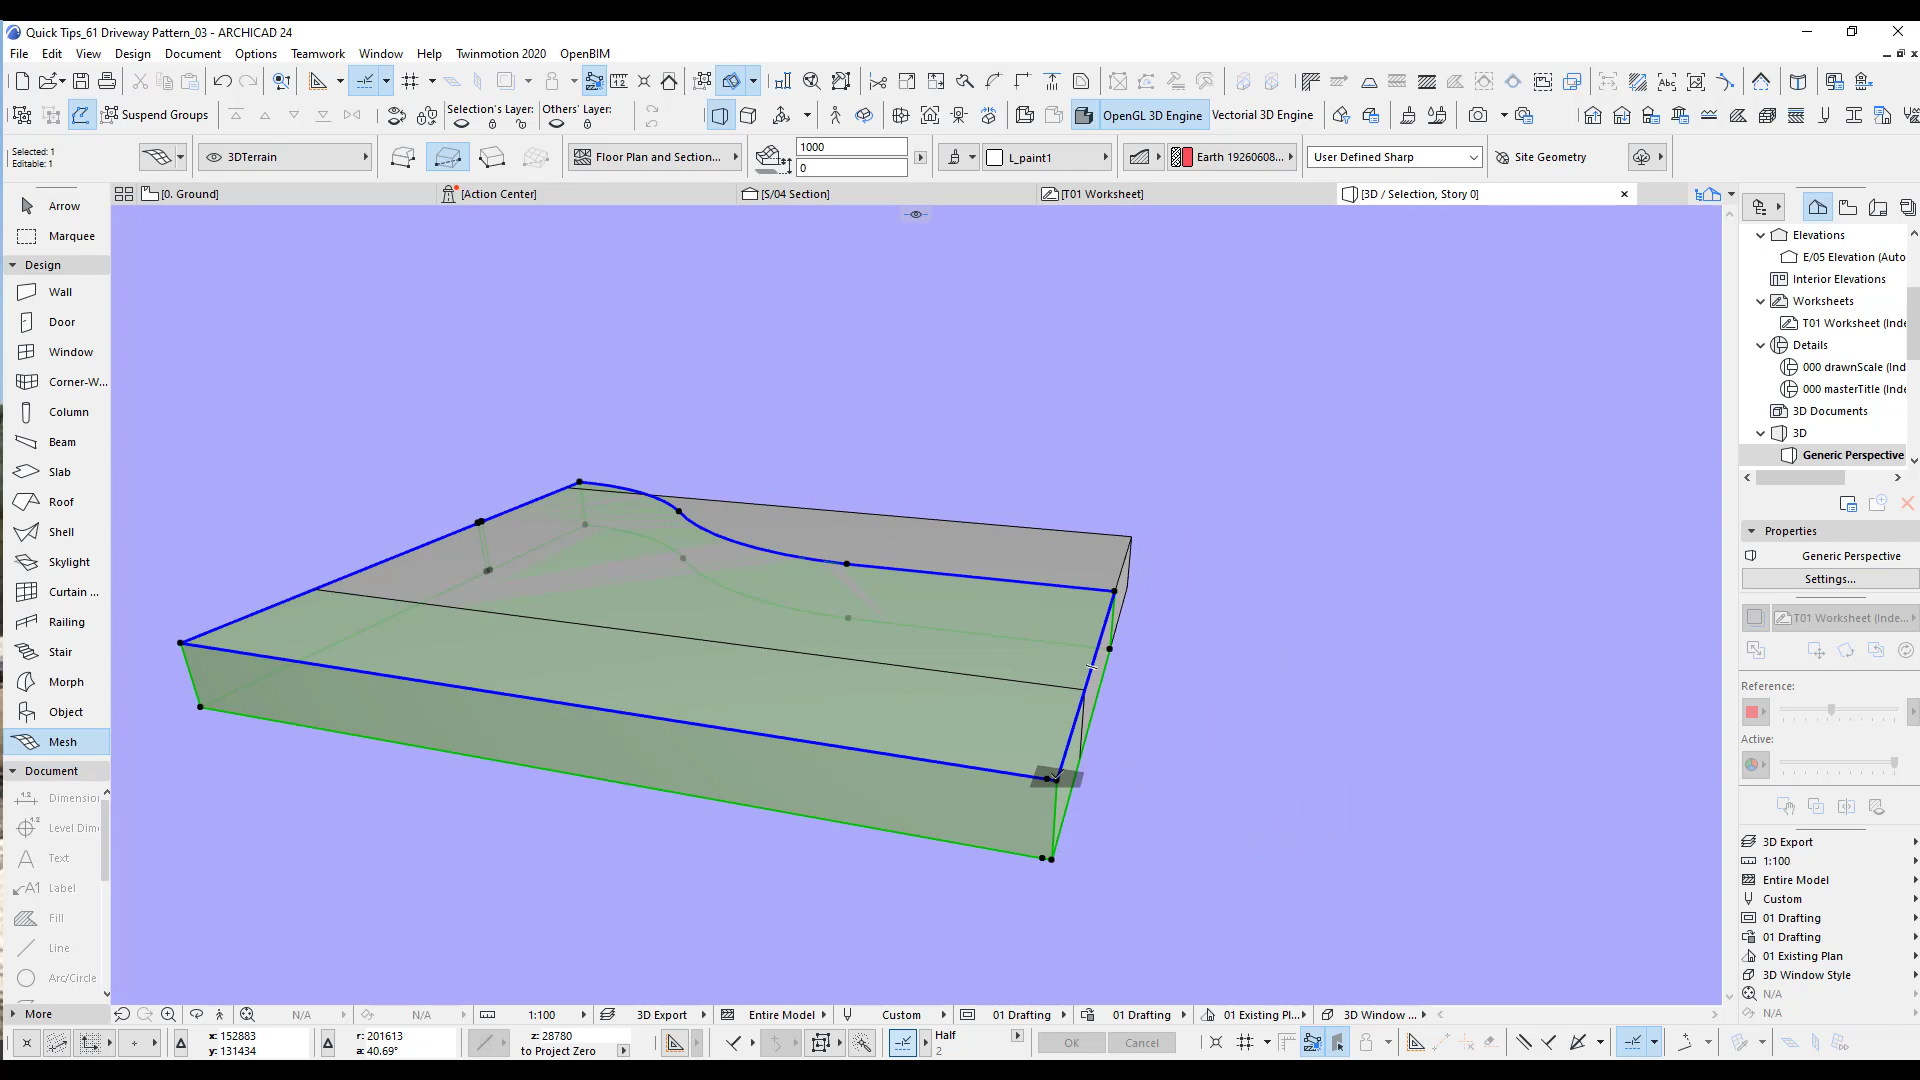 Quick Tips_61 Driveway Pattern_03 - ARCHICAD 24
File Edit View Design Document Options Teamwork Window Help Twinmotion 2020 OpenBIM
Suspend Groups Selection's Layer: Others' Layer: OpenGL 3D Engine Vectorial 3D Engine
Selected: 1
Editable: 1
3DTerrain Floor Plan and Section... 1000 0 L_paint1 Earth 19260608... User Defined Sharp Site Geometry
[0. Ground] [Action Center] [S/04 Section] [T01 Worksheet] [3D / Selection, Story 0]
Arrow
Marquee
Design
Wall
Door
Window
Corner-W...
Column
Beam
Slab
Roof
Shell
Skylight
Curtain ...
Railing
Stair
Morph
Object
Mesh
Document
Dimensio
Level Dim
Text
Label
Fill
Line
Arc/Circle
More
Elevations
E/05 Elevation (Auto
Interior Elevations
Worksheets
T01 Worksheet (Inde
Details
000 drawnScale (Ind
000 masterTitle (Inde
3D Documents
3D
Generic Perspective
Properties
Generic Perspective
Settings...
T01 Worksheet (Inde...
Reference:
Active:
3D Export
1:100
Entire Model
Custom
01 Drafting
01 Drafting
01 Existing Plan
3D Window Style
N/A
N/A
N/A N/A 1:100 3D Export Entire Model Custom 01 Drafting 01 Drafting 01 Existing Pl... 3D Window ...
x: 152883
y: 131434
r: 201613
a: 40.69°
z: 28780
to Project Zero
Half
2
OK Cancel